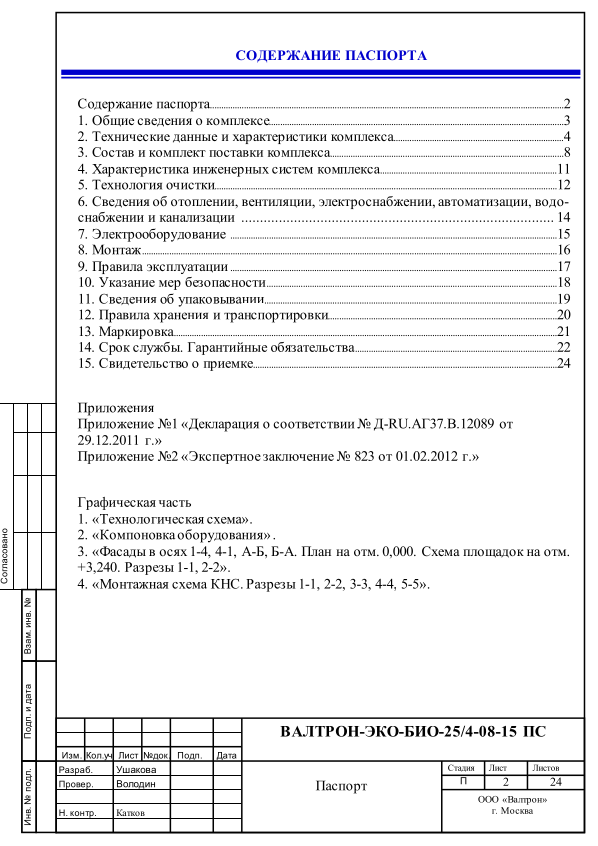 СОДЕРЖАНИЕ ПАСПОРТА
Содержание паспорта 2
1. Общие сведения о комплексе 3
2. Технические данные и характеристики комплекса 4
3. Состав и комплект поставки комплекса 8
4. Характеристика инженерных систем комплекса 11
5. Технология очистки 12
6. Сведения об отоплении, вентиляции, электроснабжении, автоматизации, водо-
снабжении и канализации 14
7. Электрооборудование 15
8. Монтаж 16
9. Правила эксплуатации 17
10. Указание мер безопасности 18
11. Сведения об упаковывании 19
12. Правила хранения и транспортировки 20
13. Маркировка 21
14. Срок службы. Гарантийные обязательства 22
15. Свидетельство о приемке 24
Приложения
Приложение №1 «Декларация о соответствии № Д-RU.АГ37.В.12089 от
29.12.2011 г.»
Приложение №2 «Экспертное заключение № 823 от 01.02.2012 г.»
Графическая часть
1. «Технологическая схема».
2. «Компоновка оборудования».
3. «Фасады в осях 1-4, 4-1, А-Б, Б-А. План на отм. 0,000. Схема площадок на отм.
+3,240. Разрезы 1-1, 2-2».
4. «Монтажная схема КНС. Разрезы 1-1, 2-2, 3-3, 4-4, 5-5».
Согласовано
Взам. инв. №
Подп. и дата
Инв. № подл.
ВАЛТРОН-ЭКО-БИО-25/4-08-15 ПС
Изм. Кол.уч Лист №док. Подп. Дата
Разраб. Ушакова
Провер. Володин
Н. контр. Катков
Паспорт
Стадия Лист Листов
П 2 24
ООО «Валтрон»
г. Москва